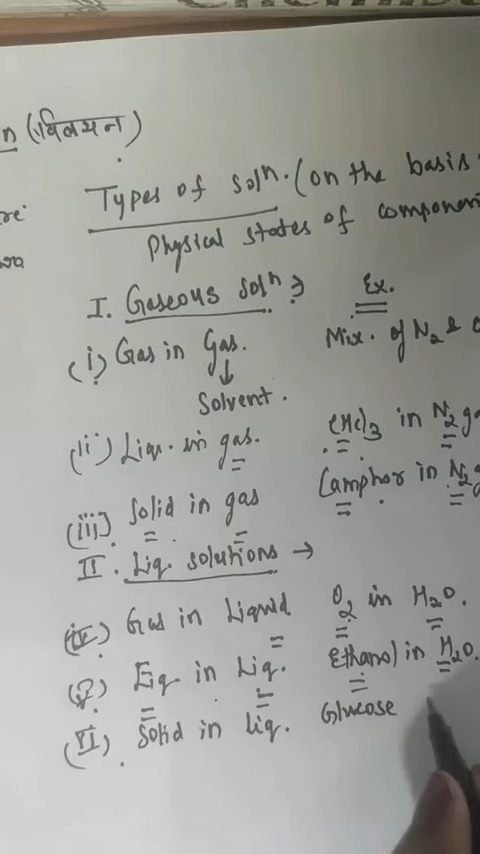 n (विलयन)
Types of Solⁿ. (on the basis
Physical states of componen
I. Gaseous Solⁿ → Ex.
(i) Gas in Gas. Mix. of N₂ &
↓
Solvent.
(ii) Liq. in gas. CHCl₃ in N₂ ga
(iii) Solid in gas Camphor in N₂ g
II. Liq. solutions →
(iv) Gas in Liquid O₂ in H₂O.
(v) Liq. in Liq. Ethanol in H₂O.
(vi) Solid in liq. Glucose